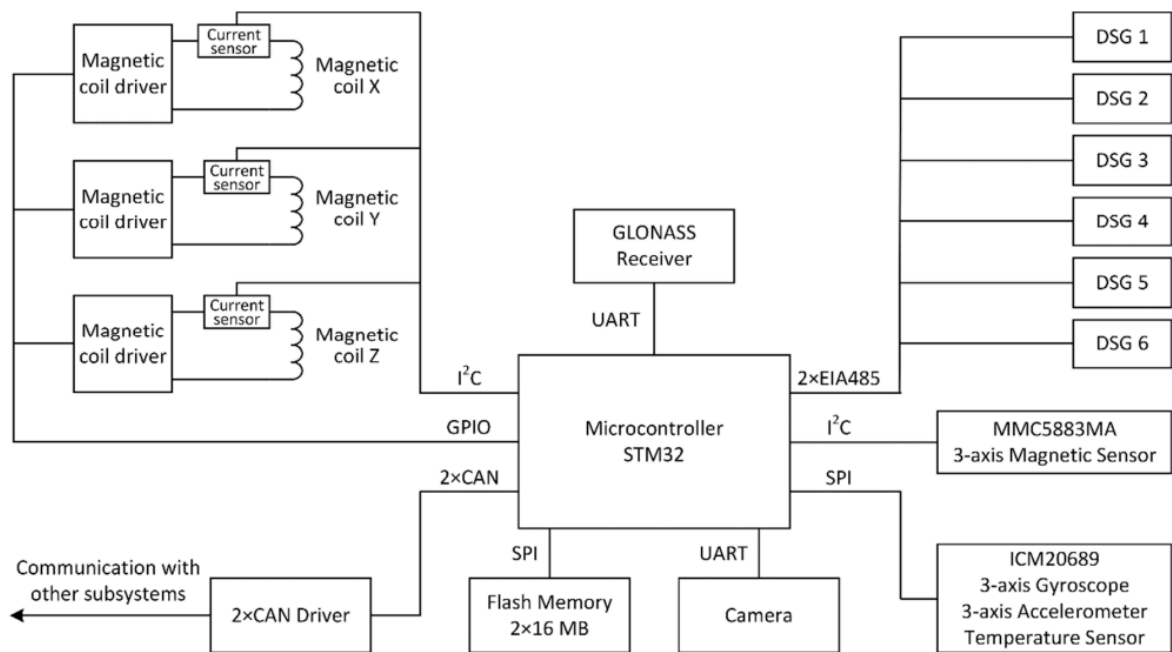 Magnetic
coil driver
Current
sensor
Magnetic
coil X
Magnetic
coil driver
Current
sensor
Magnetic
coil Y
Magnetic
coil driver
Current
sensor
Magnetic
coil Z
I²C
GPIO
2×CAN
Communication with
other subsystems
2×CAN Driver
GLONASS
Receiver
UART
Microcontroller
STM32
SPI
Flash Memory
2×16 MB
UART
Camera
2×EIA485
I²C
SPI
DSG 1
DSG 2
DSG 3
DSG 4
DSG 5
DSG 6
MMC5883MA
3-axis Magnetic Sensor
ICM20689
3-axis Gyroscope
3-axis Accelerometer
Temperature Sensor